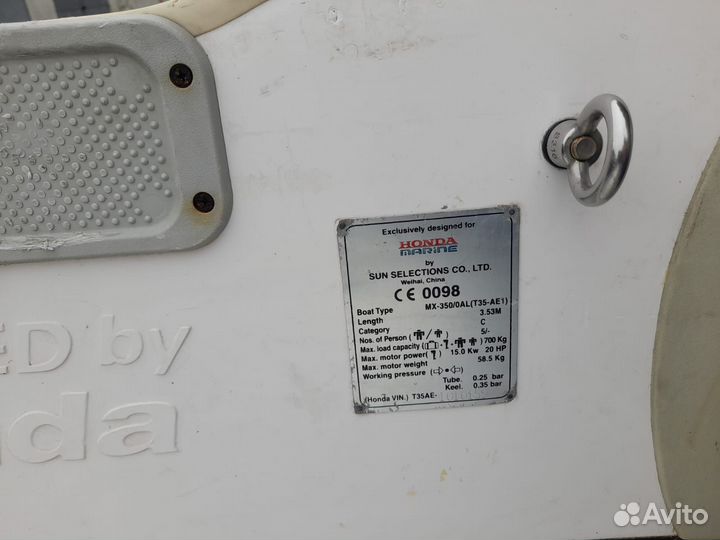 Exclusively designed for
HONDA
MARINE
by
SUN SELECTIONS CO., LTD.
Weihai, China
CE 0098
Boat Type MX-350/0AL(T35-AE1)
Length 3.53M
Category C
Nos. of Person ( / ) 5/-
Max. load capacity ( + + ) 700 Kg
Max. motor power ( ) 15.0 Kw 20 HP
Max. motor weight 58.5 Kg
Working pressure Tube. 0.25 bar
Keel. 0.35 bar
(Honda VIN.) T35AE-
ED by
nda
Avito